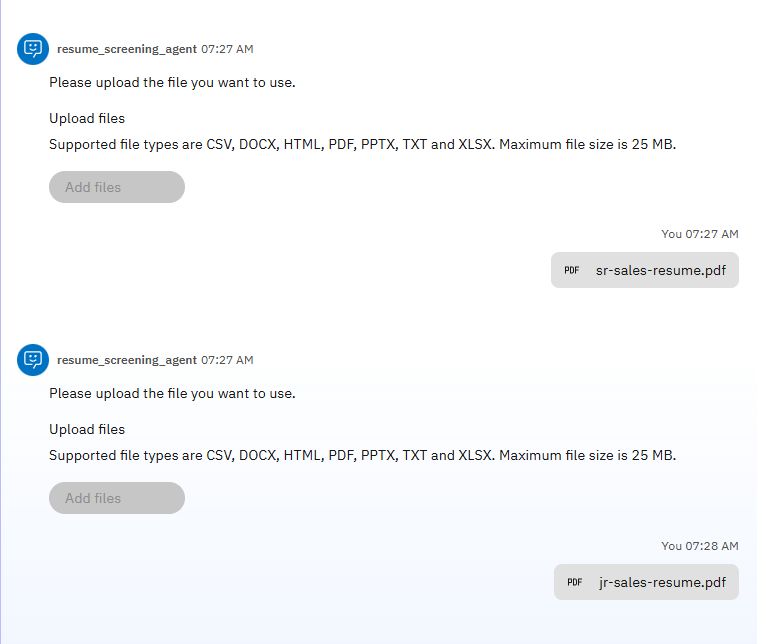 resume_screening_agent 07:27 AM
Please upload the file you want to use.
Upload files
Supported file types are CSV, DOCX, HTML, PDF, PPTX, TXT and XLSX. Maximum file size is 25 MB.
Add files
You 07:27 AM
PDF sr-sales-resume.pdf
resume_screening_agent 07:27 AM
Please upload the file you want to use.
Upload files
Supported file types are CSV, DOCX, HTML, PDF, PPTX, TXT and XLSX. Maximum file size is 25 MB.
Add files
You 07:28 AM
PDF jr-sales-resume.pdf